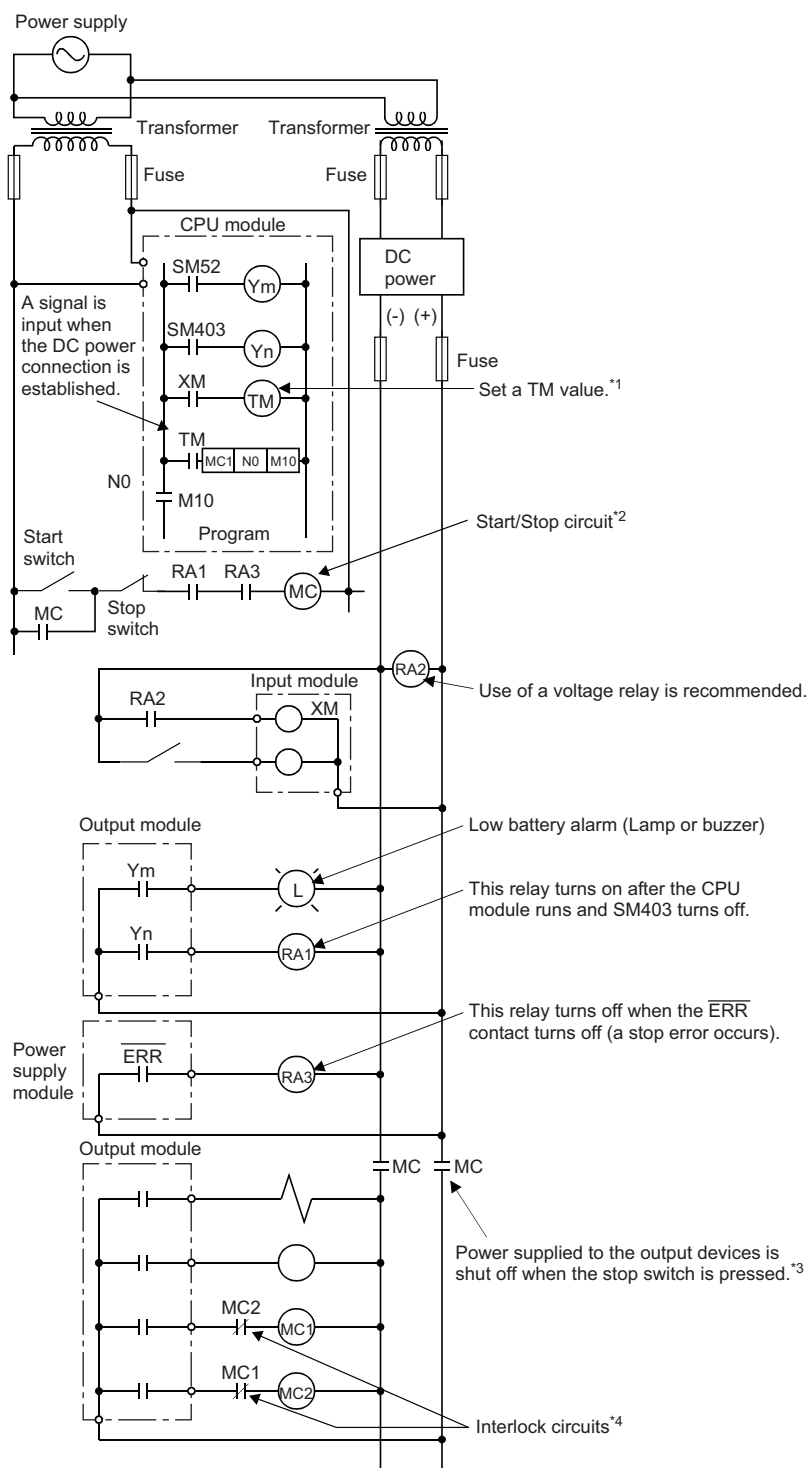 Power supply
Transformer
Transformer
Fuse
Fuse
CPU module
DC
power
(-) (+)
Fuse
A signal is
input when
the DC power
connection is
established.
SM52
Ym
SM403
Yn
XM
TM
Set a TM value.*1
TM
MC1 N0 M10
N0
M10
Program
Start/Stop circuit*2
Start
switch
RA1 RA3
MC
MC
Stop
switch
RA2
Use of a voltage relay is recommended.
Input module
RA2
XM
Output module
Low battery alarm (Lamp or buzzer)
Ym
L
This relay turns on after the CPU
module runs and SM403 turns off.
Yn
RA1
This relay turns off when the ERR
contact turns off (a stop error occurs).
Power
supply
module
ERR
RA3
Output module
MC
MC
Power supplied to the output devices is
shut off when the stop switch is pressed.*3
MC2
MC1
MC1
MC2
Interlock circuits*4